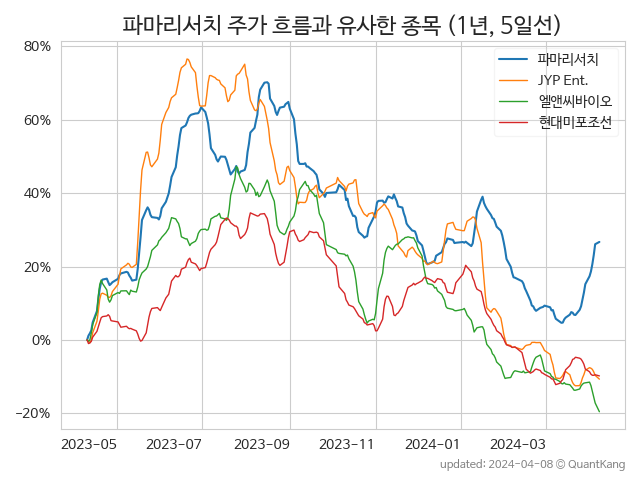 파마리서치 주가 흐름과 유사한 종목 (1년, 5일선)
파마리서치
JYP Ent.
엘앤씨바이오
현대미포조선
80%
60%
40%
20%
0%
−20%
2023-05 2023-07 2023-09 2023-11 2024-01 2024-03
updated: 2024-04-08 © QuantKang